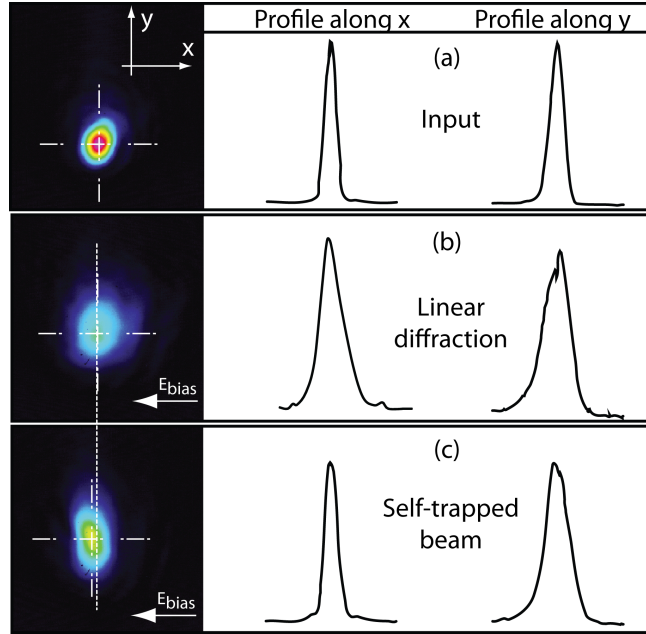 y
x
Profile along x
Profile along y
(a)
Input
(b)
Linear
diffraction
Ebias
(c)
Self-trapped
beam
Ebias